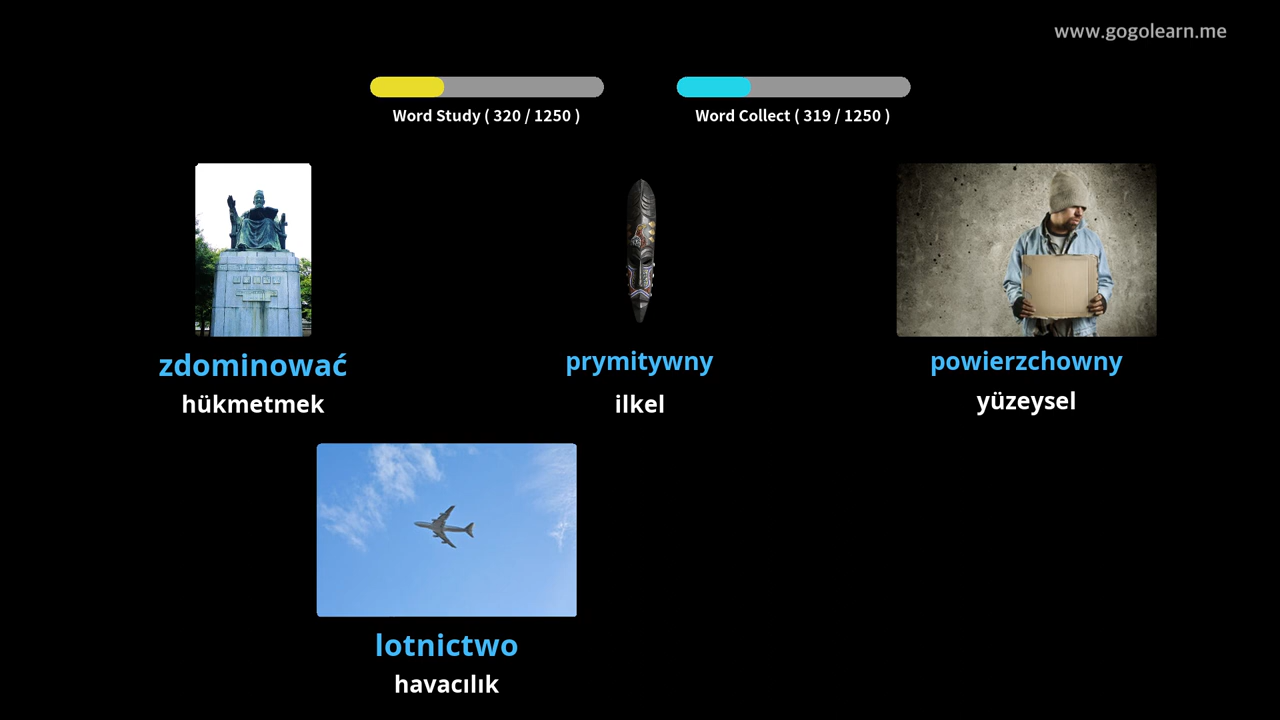 www.gogolearn.me
Word Study ( 320 / 1250 )
Word Collect ( 319 / 1250 )
zdominować
hükmetmek
prymitywny
ilkel
powierzchowny
yüzeysel
lotnictwo
havacılık